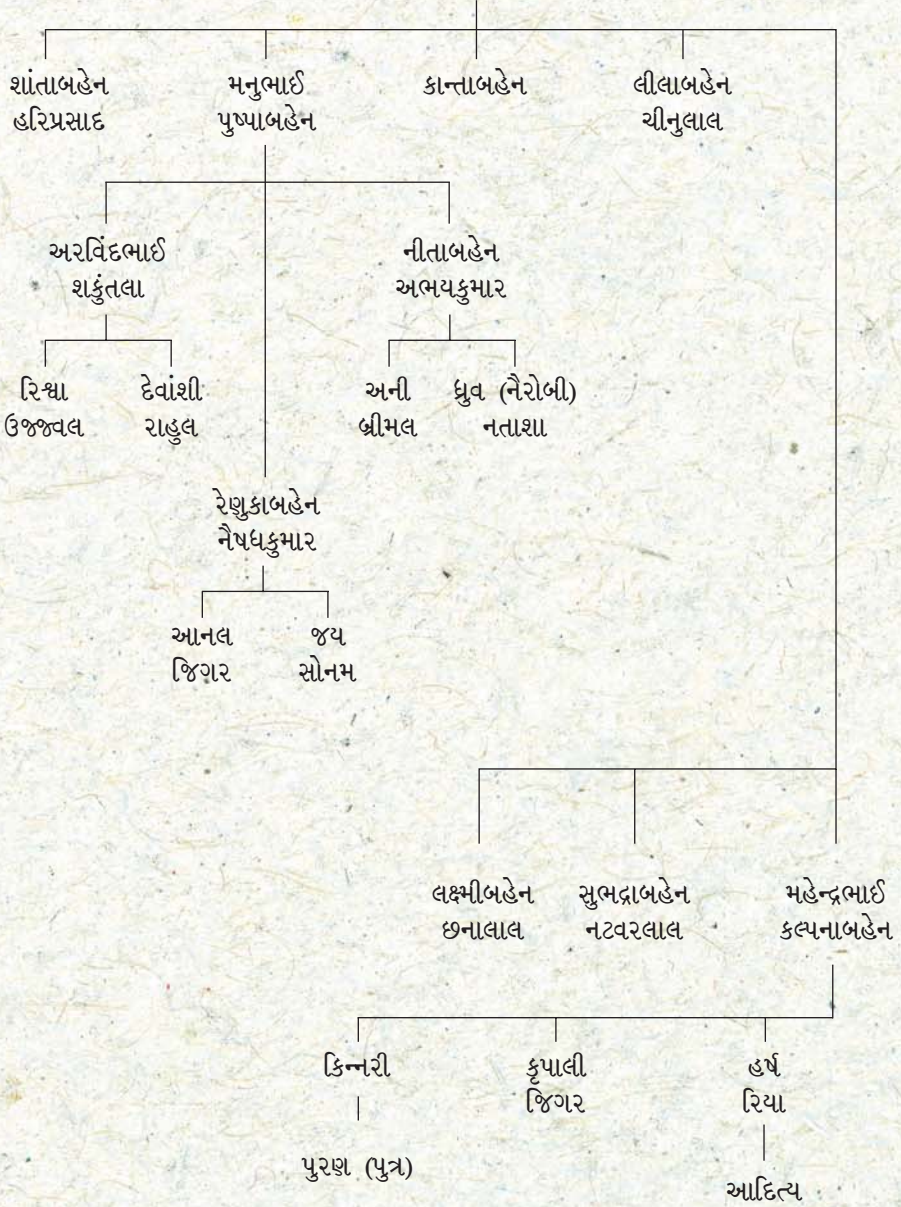 શાંતાબહેન
હરિપ્રસાદ
મનુભાઈ
પુષ્પાબહેન
કાન્તાબહેન
લીલાબહેન
ચીનુલાલ
અરવિંદભાઈ
શકુંતલા
નીતાબહેન
અભયકુમાર
રિશ્વા
ઉજ્જ્વલ
દેવાંશી
રાહુલ
અની
બ્રીમલ
ધ્રુવ (નૈરોબી)
નતાશા
રેણુકાબહેન
નૈષધકુમાર
આનલ
જિગર
જય
સોનમ
લક્ષ્મીબહેન
છનાલાલ
સુભદ્રાબહેન
નટવરલાલ
મહેન્દ્રભાઈ
કલ્પનાબહેન
કિન્નરી
પુરણ (પુત્ર)
કૃપાલી
જિગર
હર્ષ
રિયા
આદિત્ય